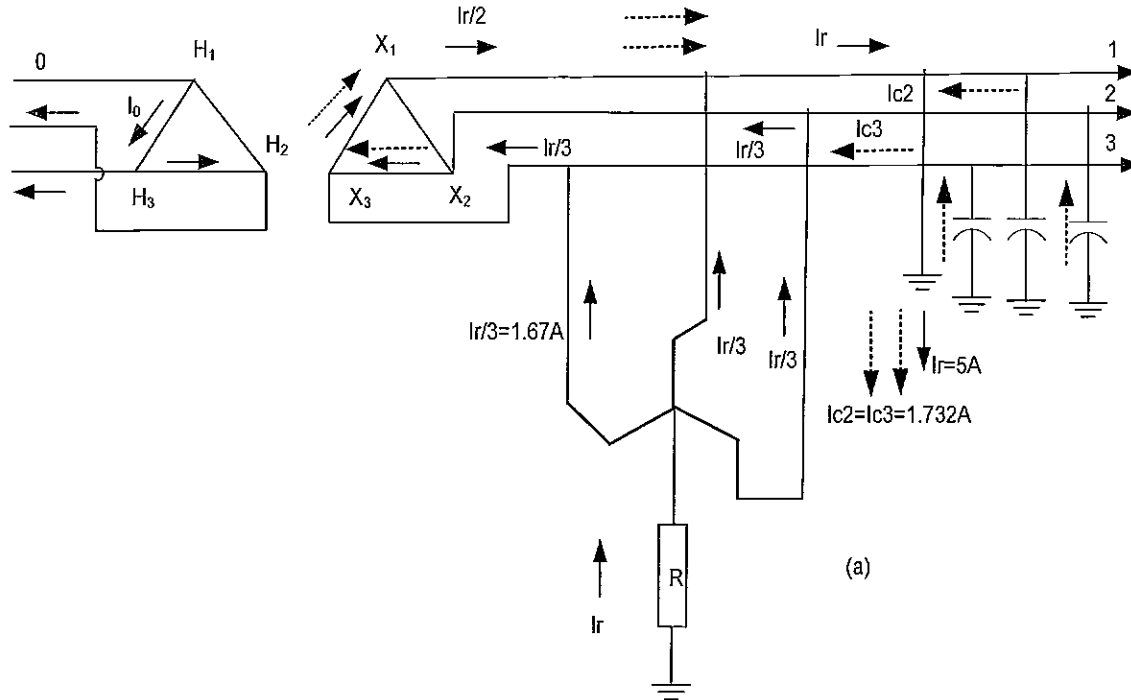 Ir/2
Ir
1
X1
H1
0
I0
Ic2
2
H2
Ir/3
Ir/3
Ic3
3
H3
X3
X2
Ir/3=1.67A
Ir/3
Ir/3
Ir=5A
Ic2=Ic3=1.732A
R
(a)
Ir